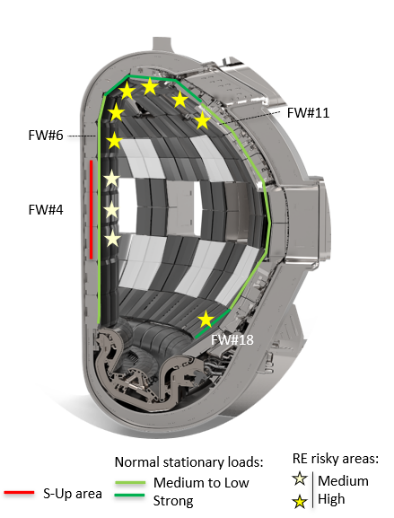 FW#11
FW#6
FW#4
FW#18
RE risky areas:
Normal stationary loads:
Medium
Medium to Low
High
S-Up area
Strong